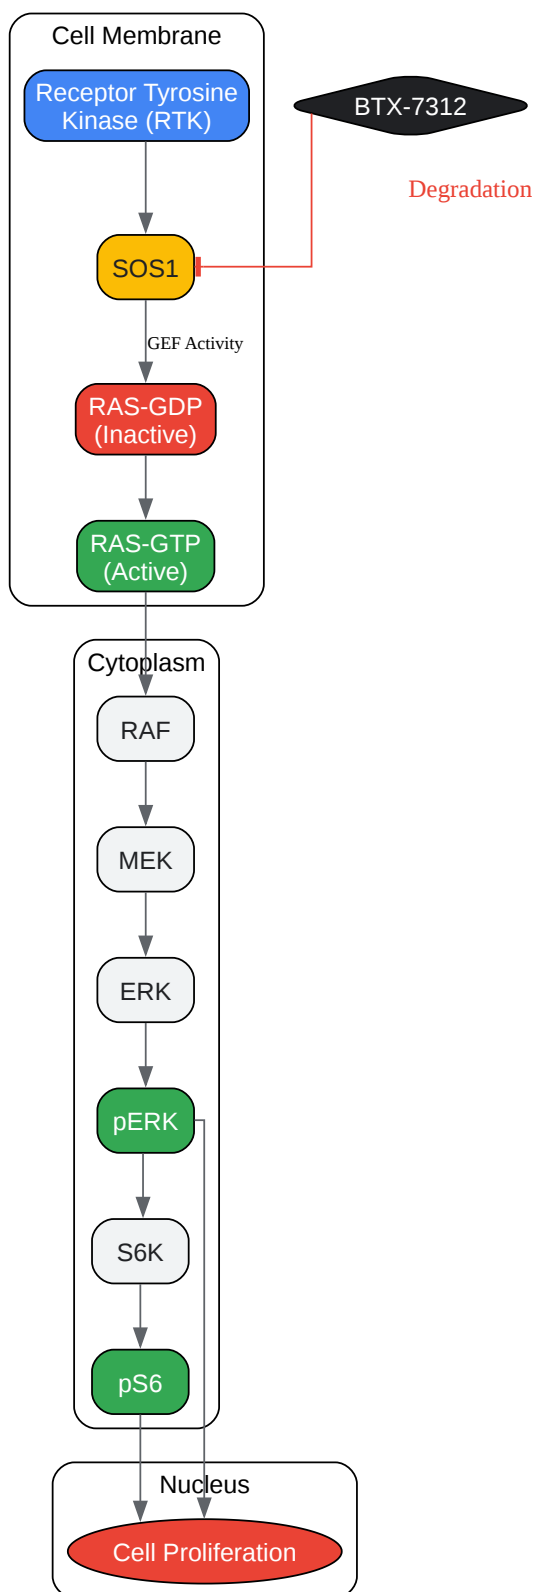 Cell Membrane
Receptor Tyrosine
Kinase (RTK)
BTX-7312
Degradation
SOS1
GEF Activity
RAS-GDP
(Inactive)
RAS-GTP
(Active)
Cytoplasm
RAF
MEK
ERK
pERK
S6K
pS6
Nucleus
Cell Proliferation